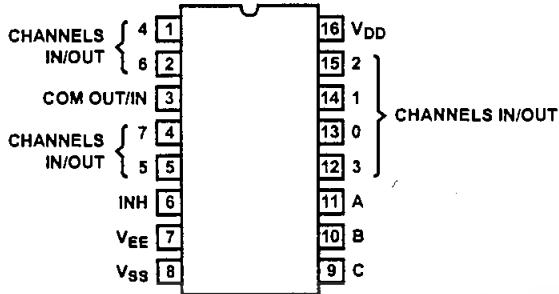 CHANNELS IN/OUT
4 1
6 2
COM OUT/IN 3
CHANNELS IN/OUT
7 4
5 5
INH 6
VEE 7
VSS 8
16 VDD
15 2
14 1
13 0
12 3
CHANNELS IN/OUT
11 A
10 B
9 C